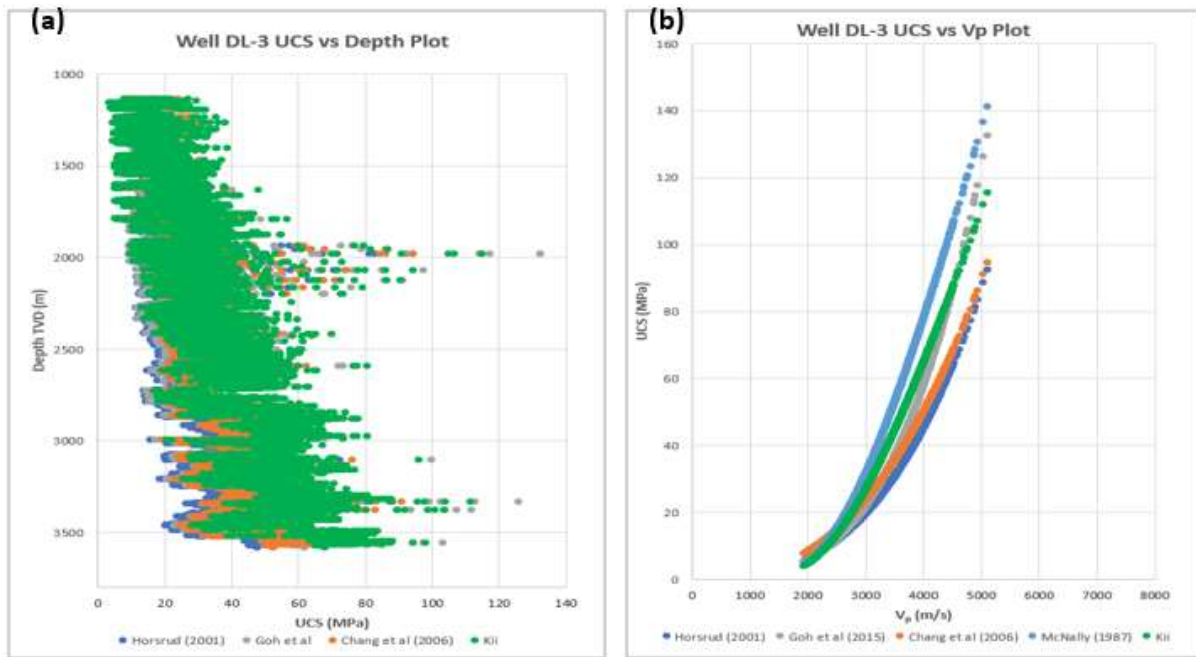 (a)
Well DL-3 UCS vs Depth Plot
1000
1500
2000
2500
3000
3500
Depth TVD (m)
0 20 40 60 80 100 120 140
UCS (MPa)
Horsrud (2001) Goh et al Chang et al (2006) Kii
(b)
Well DL-3 UCS vs Vp Plot
160
140
120
100
80
60
40
20
0
UCS (MPa)
0 1000 2000 3000 4000 5000 6000 7000 8000
Vp (m/s)
Horsrud (2001) Goh et al (2015) Chang et al (2006) McNally (1987) Kii